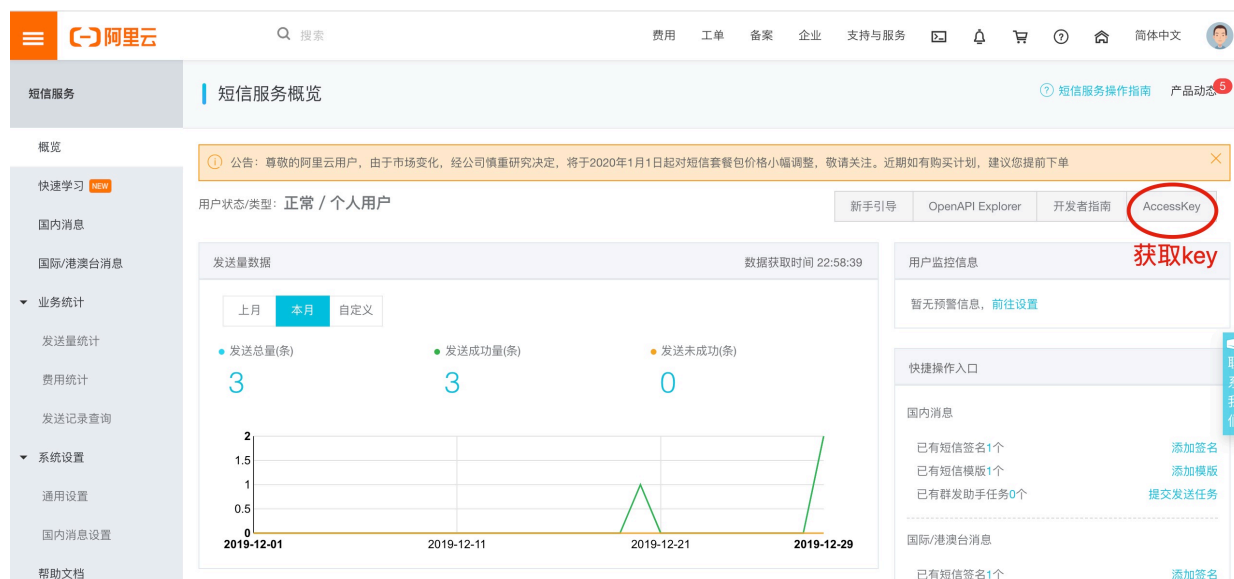 阿里云
搜索
费用 工单 备案 企业 支持与服务 简体中文
短信服务
短信服务概览
短信服务操作指南 产品动态 5
概览
快速学习 NEW
国内消息
国际/港澳台消息
业务统计
发送量统计
费用统计
发送记录查询
系统设置
通用设置
国内消息设置
帮助文档
公告：尊敬的阿里云用户，由于市场变化，经公司慎重研究决定，将于2020年1月1日起对短信套餐包价格小幅调整，敬请关注。近期如有购买计划，建议您提前下单
用户状态/类型: 正常 / 个人用户
新手引导 OpenAPI Explorer 开发者指南 AccessKey
获取key
发送量数据 数据获取时间 22:58:39
上月 本月 自定义
发送总量(条) 发送成功量(条) 发送未成功(条)
3 3 0
2
1.5
1
0.5
0
2019-12-01 2019-12-11 2019-12-21 2019-12-29
用户监控信息
暂无预警信息，前往设置
快捷操作入口
国内消息
已有短信签名1个 添加签名
已有短信模版1个 添加模版
已有群发助手任务0个 提交发送任务
国际/港澳台消息
已有短信签名1个 添加签名